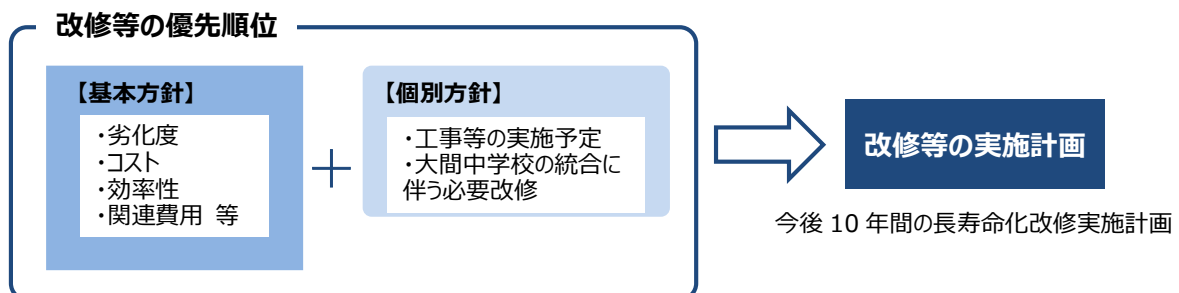 改修等の優先順位
【基本方針】
・劣化度
・コスト
・効率性
・関連費用 等
＋
【個別方針】
・工事等の実施予定
・大間中学校の統合に
伴う必要改修
改修等の実施計画
今後 10 年間の長寿命化改修実施計画